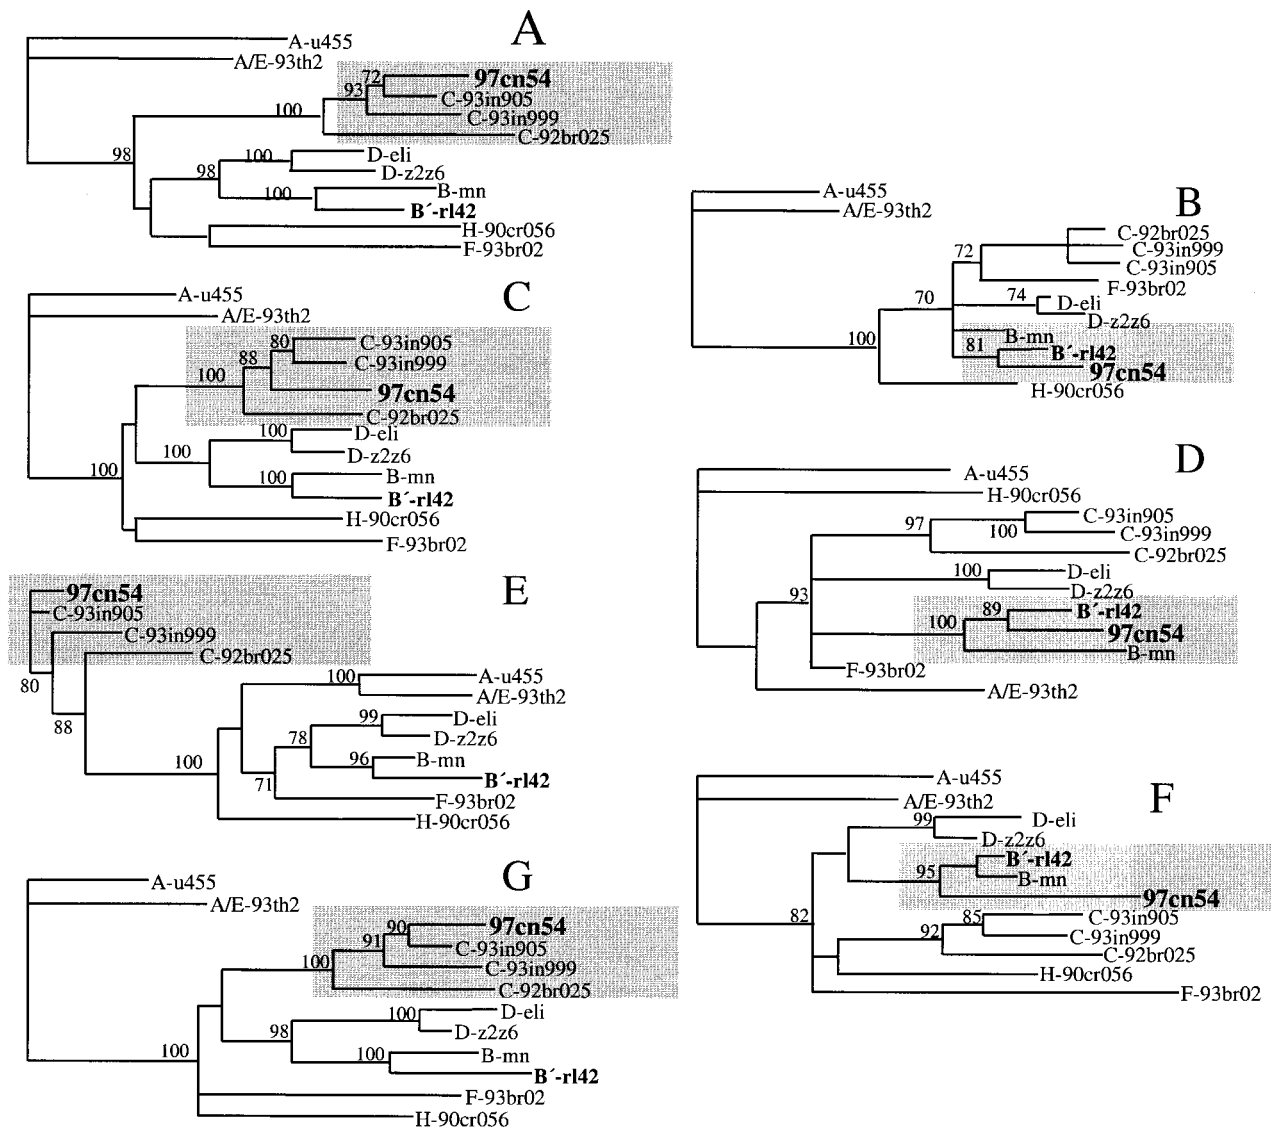 A
A-u455
A/E-93th2
72
97cn54
93
C-93in905
100
C-93in999
C-92br025
98
100
D-eli
98
D-z2z6
100
B-mn
B´-rl42
H-90cr056
F-93br02
B
A-u455
A/E-93th2
C-92br025
72
C-93in999
C-93in905
F-93br02
70
74
D-eli
D-z2z6
100
B-mn
81
B´-rl42
97cn54
H-90cr056
C
A-u455
A/E-93th2
80
C-93in905
88
C-93in999
100
97cn54
C-92br025
100
D-eli
100
D-z2z6
100
100
B-mn
B´-rl42
H-90cr056
F-93br02
D
A-u455
H-90cr056
97
C-93in905
100
C-93in999
C-92br025
100
D-eli
93
D-z2z6
89
B´-rl42
100
97cn54
B-mn
F-93br02
A/E-93th2
E
97cn54
C-93in905
C-93in999
C-92br025
80
88
100
A-u455
A/E-93th2
99
D-eli
78
D-z2z6
100
96
B-mn
71
B´-rl42
F-93br02
H-90cr056
F
A-u455
A/E-93th2
99
D-eli
D-z2z6
B´-rl42
95
B-mn
97cn54
82
85
C-93in905
92
C-93in999
C-92br025
H-90cr056
F-93br02
G
A-u455
A/E-93th2
90
97cn54
91
C-93in905
100
C-93in999
C-92br025
100
D-eli
98
D-z2z6
100
100
B-mn
B´-rl42
F-93br02
H-90cr056